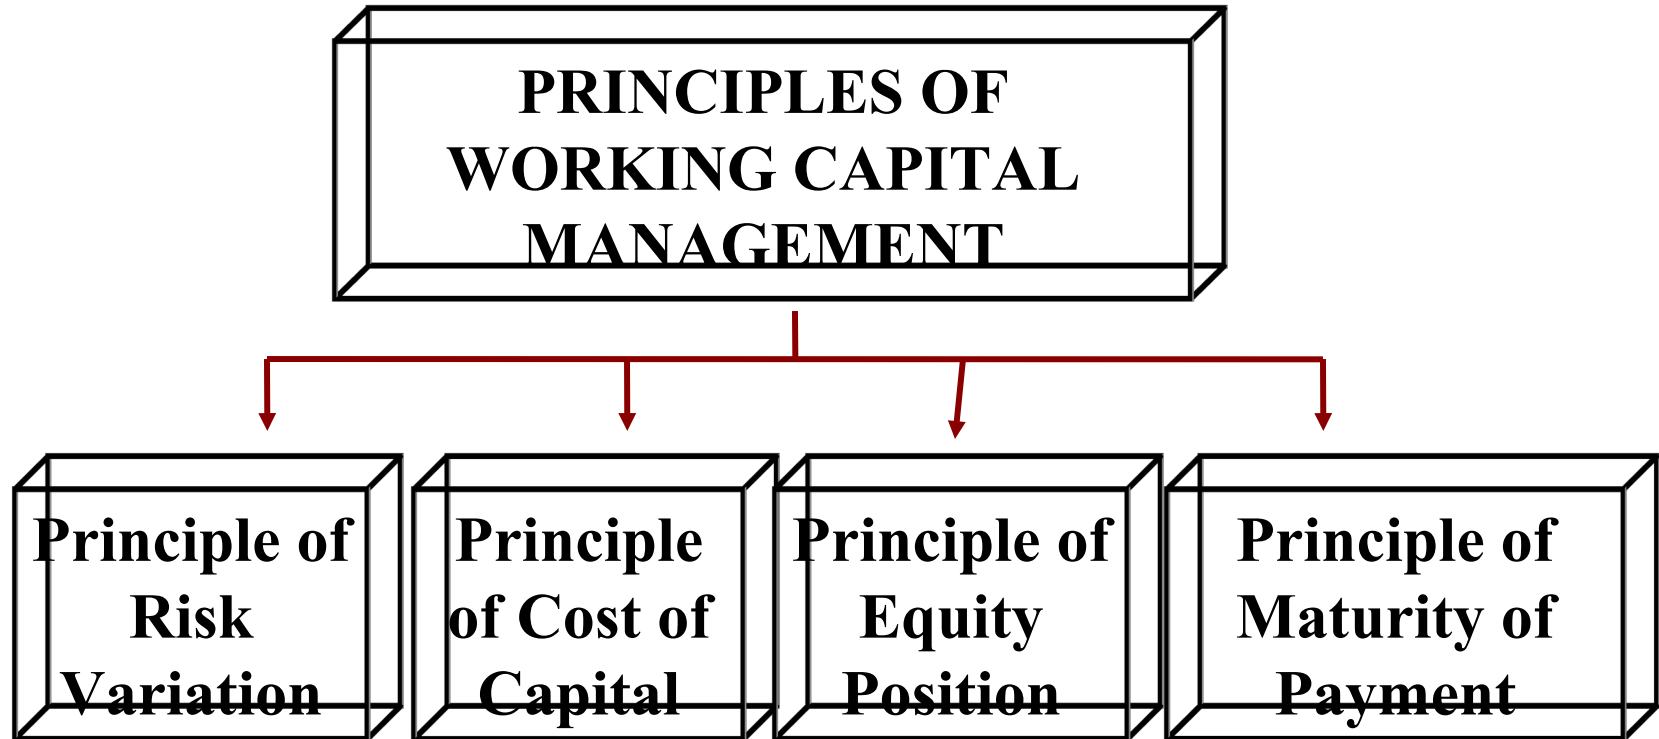 PRINCIPLES OF
WORKING CAPITAL
MANAGEMENT
Principle of
Risk
Variation
Principle
of Cost of
Capital
Principle of
Equity
Position
Principle of
Maturity of
Payment